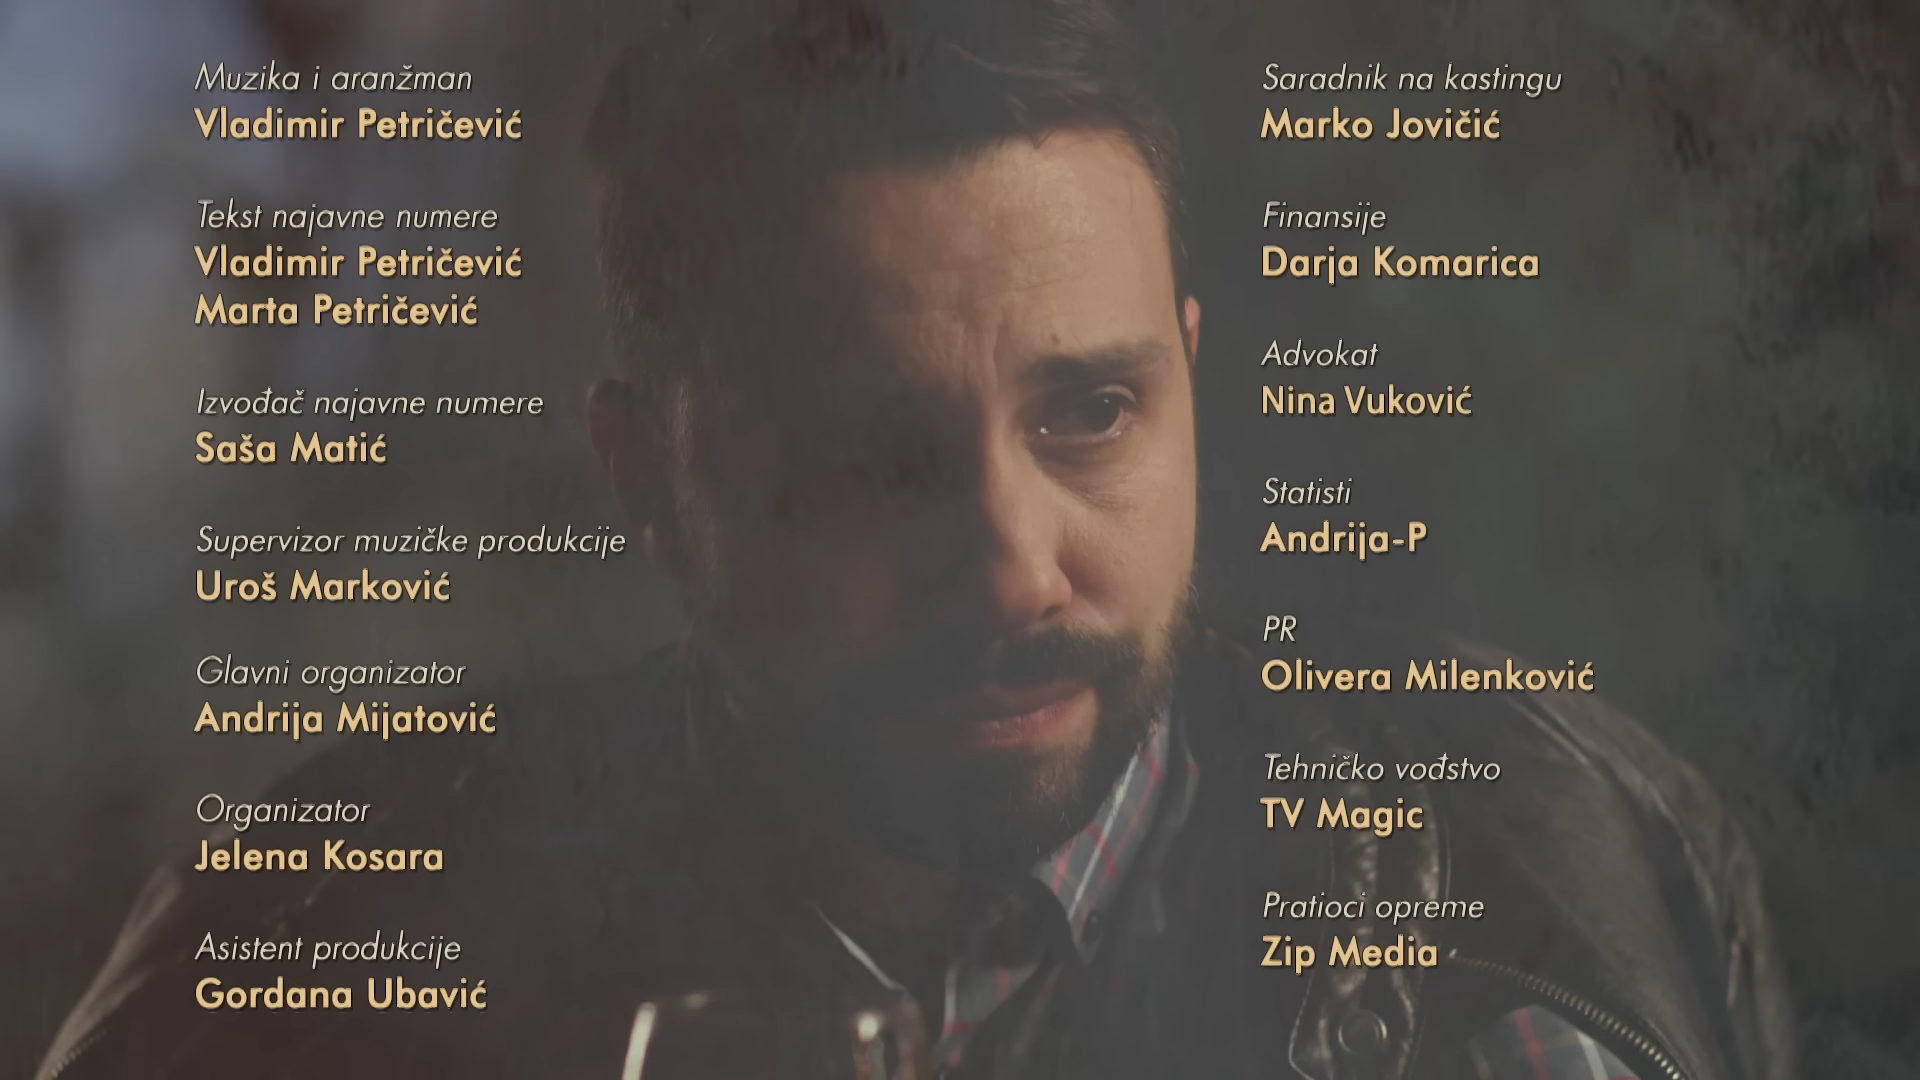 Muzika i aranžman
Vladimir Petričević
Tekst najavne numere
Vladimir Petričević
Marta Petričević
Izvođač najavne numere
Saša Matić
Supervizor muzičke produkcije
Uroš Marković
Glavni organizator
Andrija Mijatović
Organizator
Jelena Kosara
Asistent produkcije
Gordana Ubavić
Saradnik na kastingu
Marko Jovičić
Finansije
Darja Komarica
Advokat
Nina Vuković
Statisti
Andrija-P
PR
Olivera Milenković
Tehničko vođstvo
TV Magic
Pratioci opreme
Zip Media